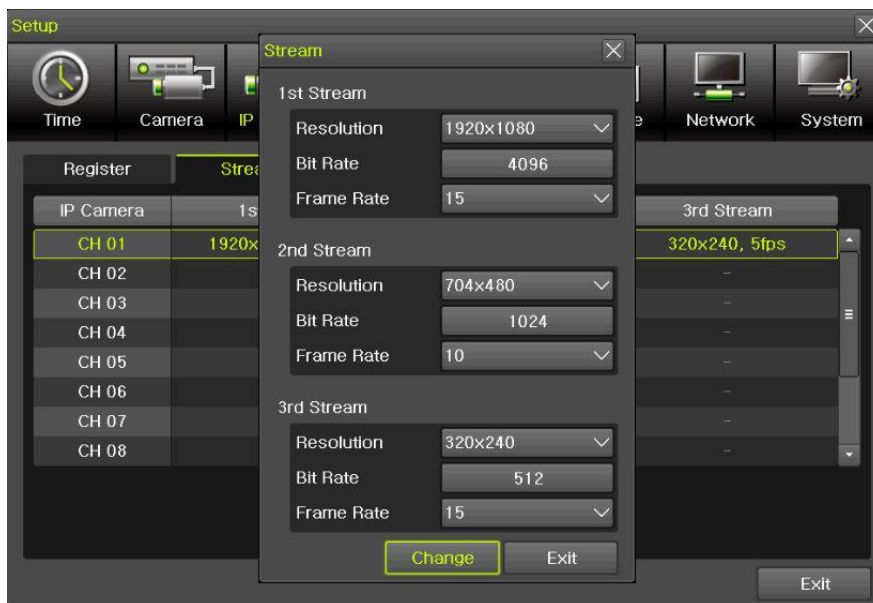 Setup
Time Camera IP Network System
Register
IP Camera 3rd Stream
CH 01 320x240, 5fps
CH 02 -
CH 03 -
CH 04 -
CH 05 -
CH 06 -
CH 07 -
CH 08 -
Exit
Stream
1st Stream
Resolution 1920x1080
Bit Rate 4096
Frame Rate 15
2nd Stream
Resolution 704x480
Bit Rate 1024
Frame Rate 10
3rd Stream
Resolution 320x240
Bit Rate 512
Frame Rate 15
Change Exit